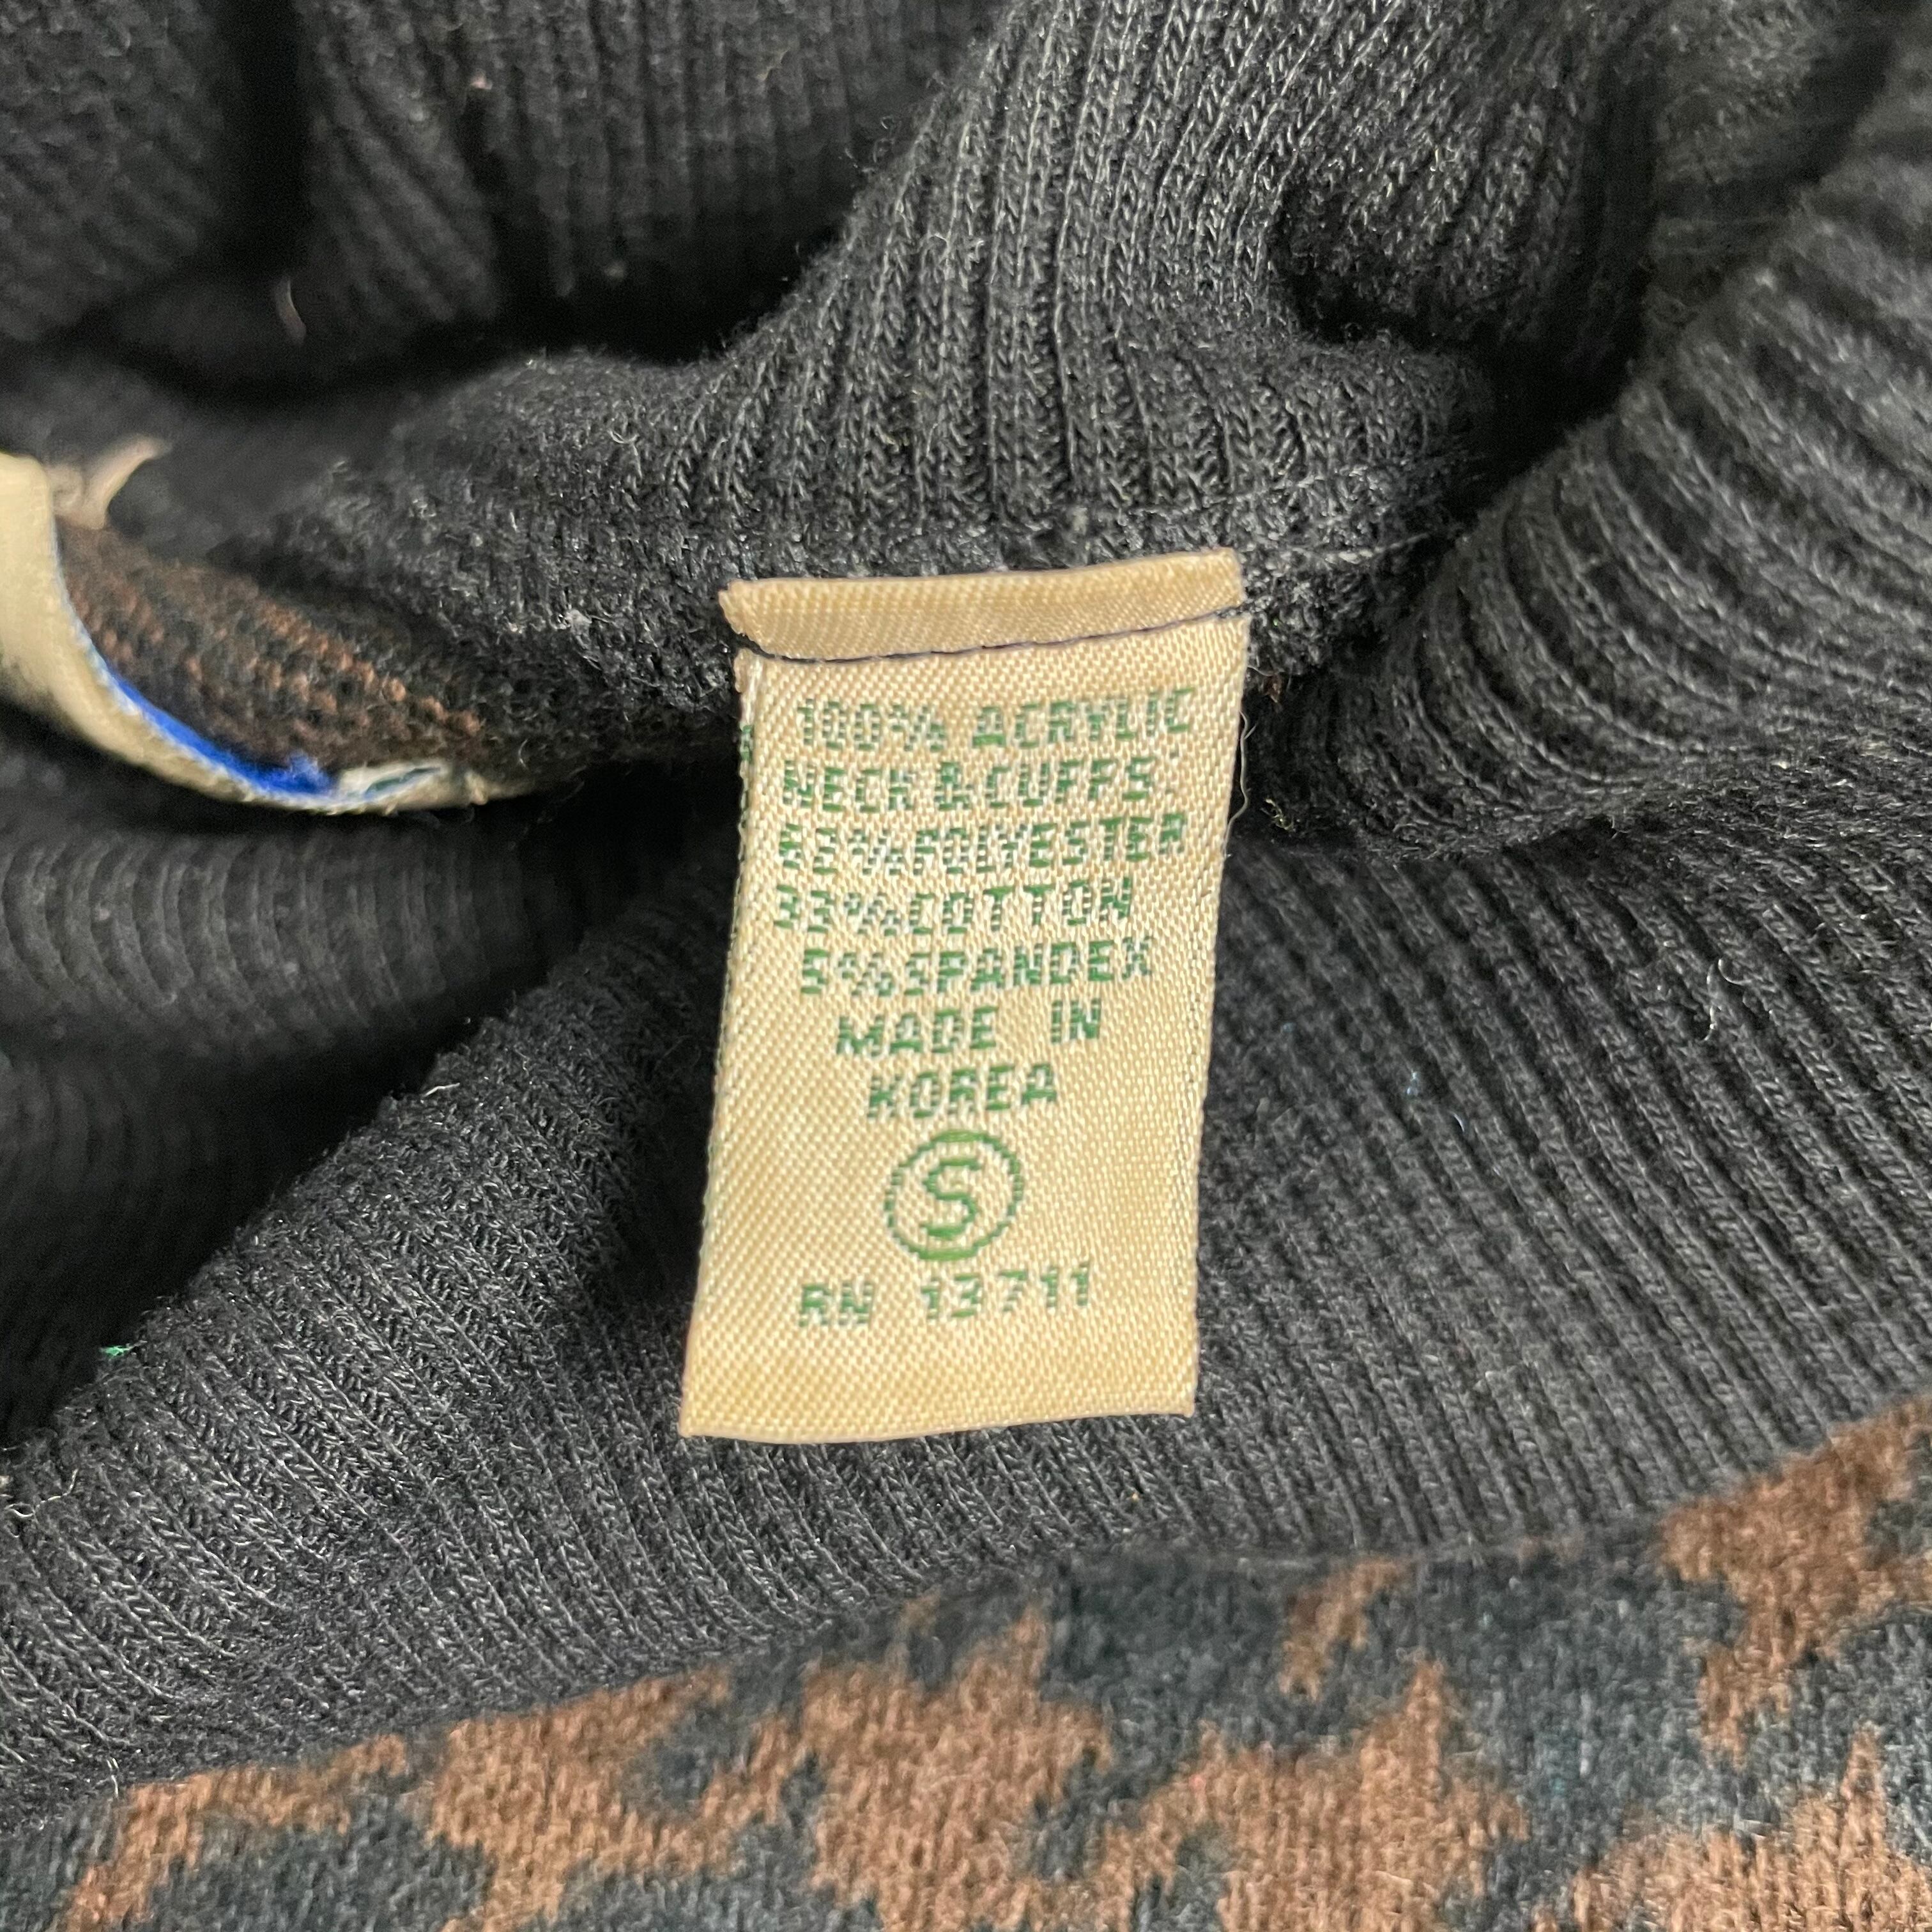 100% ACRYLIC
NECK & CUFFS:
62% POLYESTER
33% COTTON
5% SPANDEX
MADE IN
KOREA
S
RN 13711